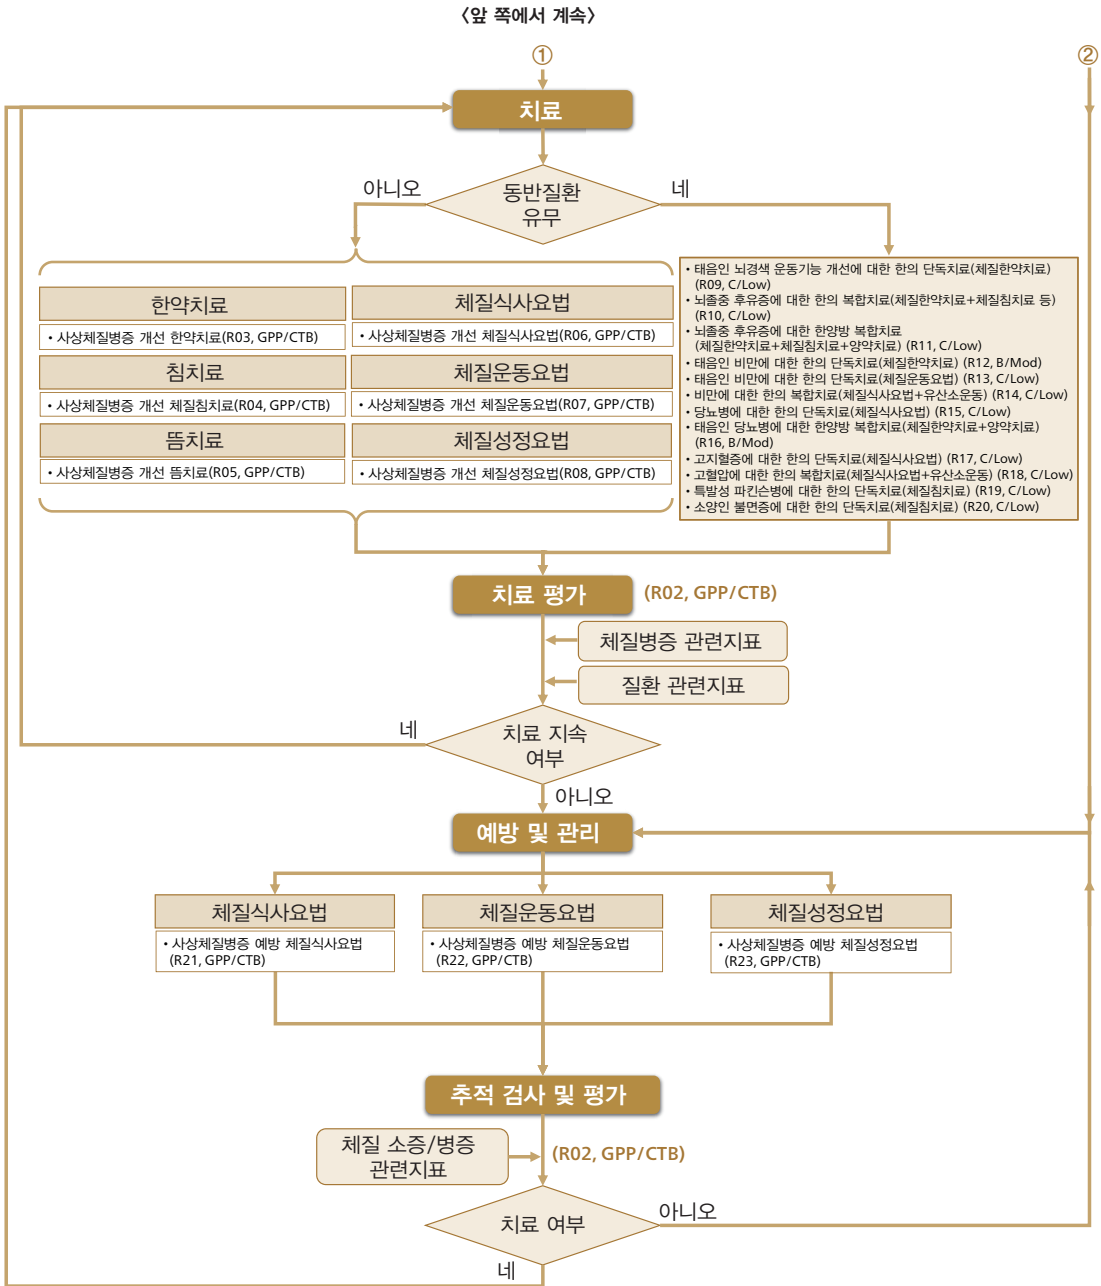 〈앞 쪽에서 계속〉
①
②
치료
동반질환
유무
아니오
네
한약치료
• 사상체질병증 개선 한약치료(R03, GPP/CTB)
침치료
• 사상체질병증 개선 체질침치료(R04, GPP/CTB)
뜸치료
• 사상체질병증 개선 뜸치료(R05, GPP/CTB)
체질식사요법
• 사상체질병증 개선 체질식사요법(R06, GPP/CTB)
체질운동요법
• 사상체질병증 개선 체질운동요법(R07, GPP/CTB)
체질성정요법
• 사상체질병증 개선 체질성정요법(R08, GPP/CTB)
• 태음인 뇌경색 운동기능 개선에 대한 한의 단독치료(체질한약치료)
(R09, C/Low)
• 뇌졸중 후유증에 대한 한의 복합치료(체질한약치료+체질침치료 등)
(R10, C/Low)
• 뇌졸중 후유증에 대한 한양방 복합치료
(체질한약치료+체질침치료+양약치료) (R11, C/Low)
• 태음인 비만에 대한 한의 단독치료(체질한약치료) (R12, B/Mod)
• 태음인 비만에 대한 한의 단독치료(체질운동요법) (R13, C/Low)
• 비만에 대한 한의 복합치료(체질식사요법+유산소운동) (R14, C/Low)
• 당뇨병에 대한 한의 단독치료(체질식사요법) (R15, C/Low)
• 태음인 당뇨병에 대한 한양방 복합치료(체질한약치료+양약치료)
(R16, B/Mod)
• 고지혈증에 대한 한의 단독치료(체질식사요법) (R17, C/Low)
• 고혈압에 대한 한의 복합치료(체질식사요법+유산소운동) (R18, C/Low)
• 특발성 파킨슨병에 대한 한의 단독치료(체질침치료) (R19, C/Low)
• 소양인 불면증에 대한 한의 단독치료(체질침치료) (R20, C/Low)
치료 평가
(R02, GPP/CTB)
체질병증 관련지표
질환 관련지표
치료 지속
여부
네
아니오
예방 및 관리
체질식사요법
• 사상체질병증 예방 체질식사요법
(R21, GPP/CTB)
체질운동요법
• 사상체질병증 예방 체질운동요법
(R22, GPP/CTB)
체질성정요법
• 사상체질병증 예방 체질성정요법
(R23, GPP/CTB)
추적 검사 및 평가
체질 소증/병증
관련지표
(R02, GPP/CTB)
치료 여부
아니오
네